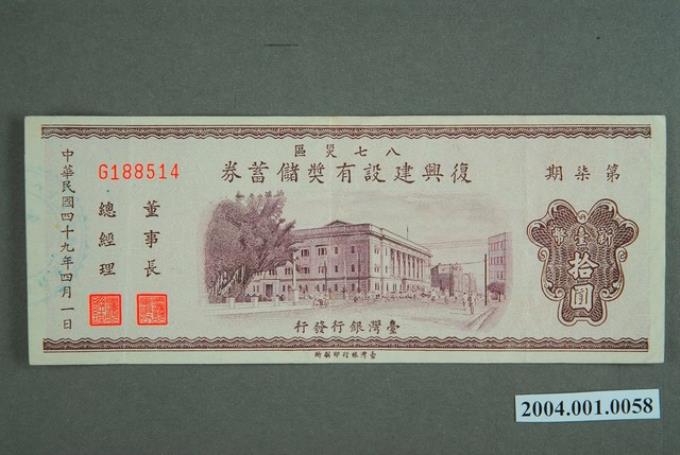 八七災區
復興建設有獎儲蓄券
第柒期
新臺幣
拾圓
臺灣銀行發行
臺灣銀行印製所
G188514
董事長
總經理
中華民國四十九年四月一日
2004.001.0058